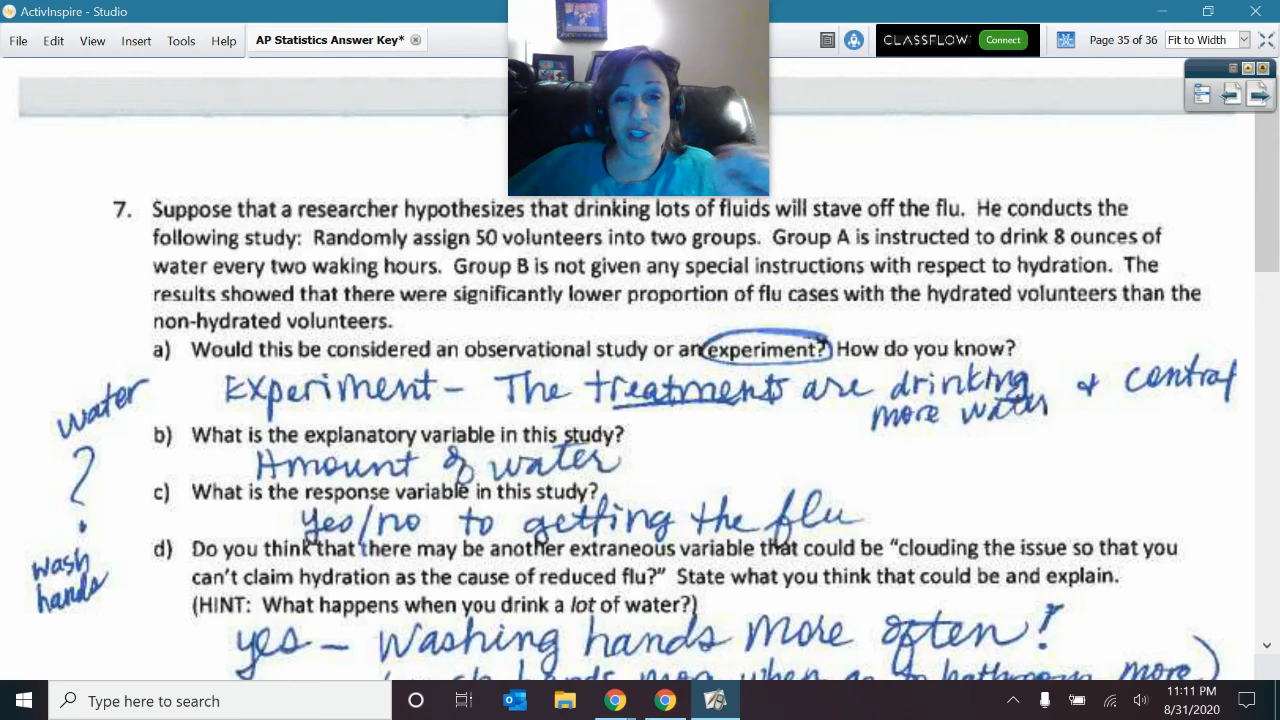 ActivInspire - Studio
File Edit View Insert Tools Help
AP Statistics Answer Key*
CLASSFLOW Connect
Page 35 of 36 Fit to Width
7. Suppose that a researcher hypothesizes that drinking lots of fluids will stave off the flu. He conducts the
following study: Randomly assign 50 volunteers into two groups. Group A is instructed to drink 8 ounces of
water every two waking hours. Group B is not given any special instructions with respect to hydration. The
results showed that there were significantly lower proportion of flu cases with the hydrated volunteers than the
non-hydrated volunteers.
a) Would this be considered an observational study or an experiment? How do you know?
Experiment - The treatments are drinking & control
more water
water
b) What is the explanatory variable in this study?
Amount of water
?
c) What is the response variable in this study?
Yes/no to getting the flu
d) Do you think that there may be another extraneous variable that could be "clouding the issue so that you
can't claim hydration as the cause of reduced flu?" State what you think that could be and explain.
(HINT: What happens when you drink a lot of water?)
wash
hands
yes - Washing hands more often!
hands when go to bathroom more)
Type here to search
11:11 PM
8/31/2020